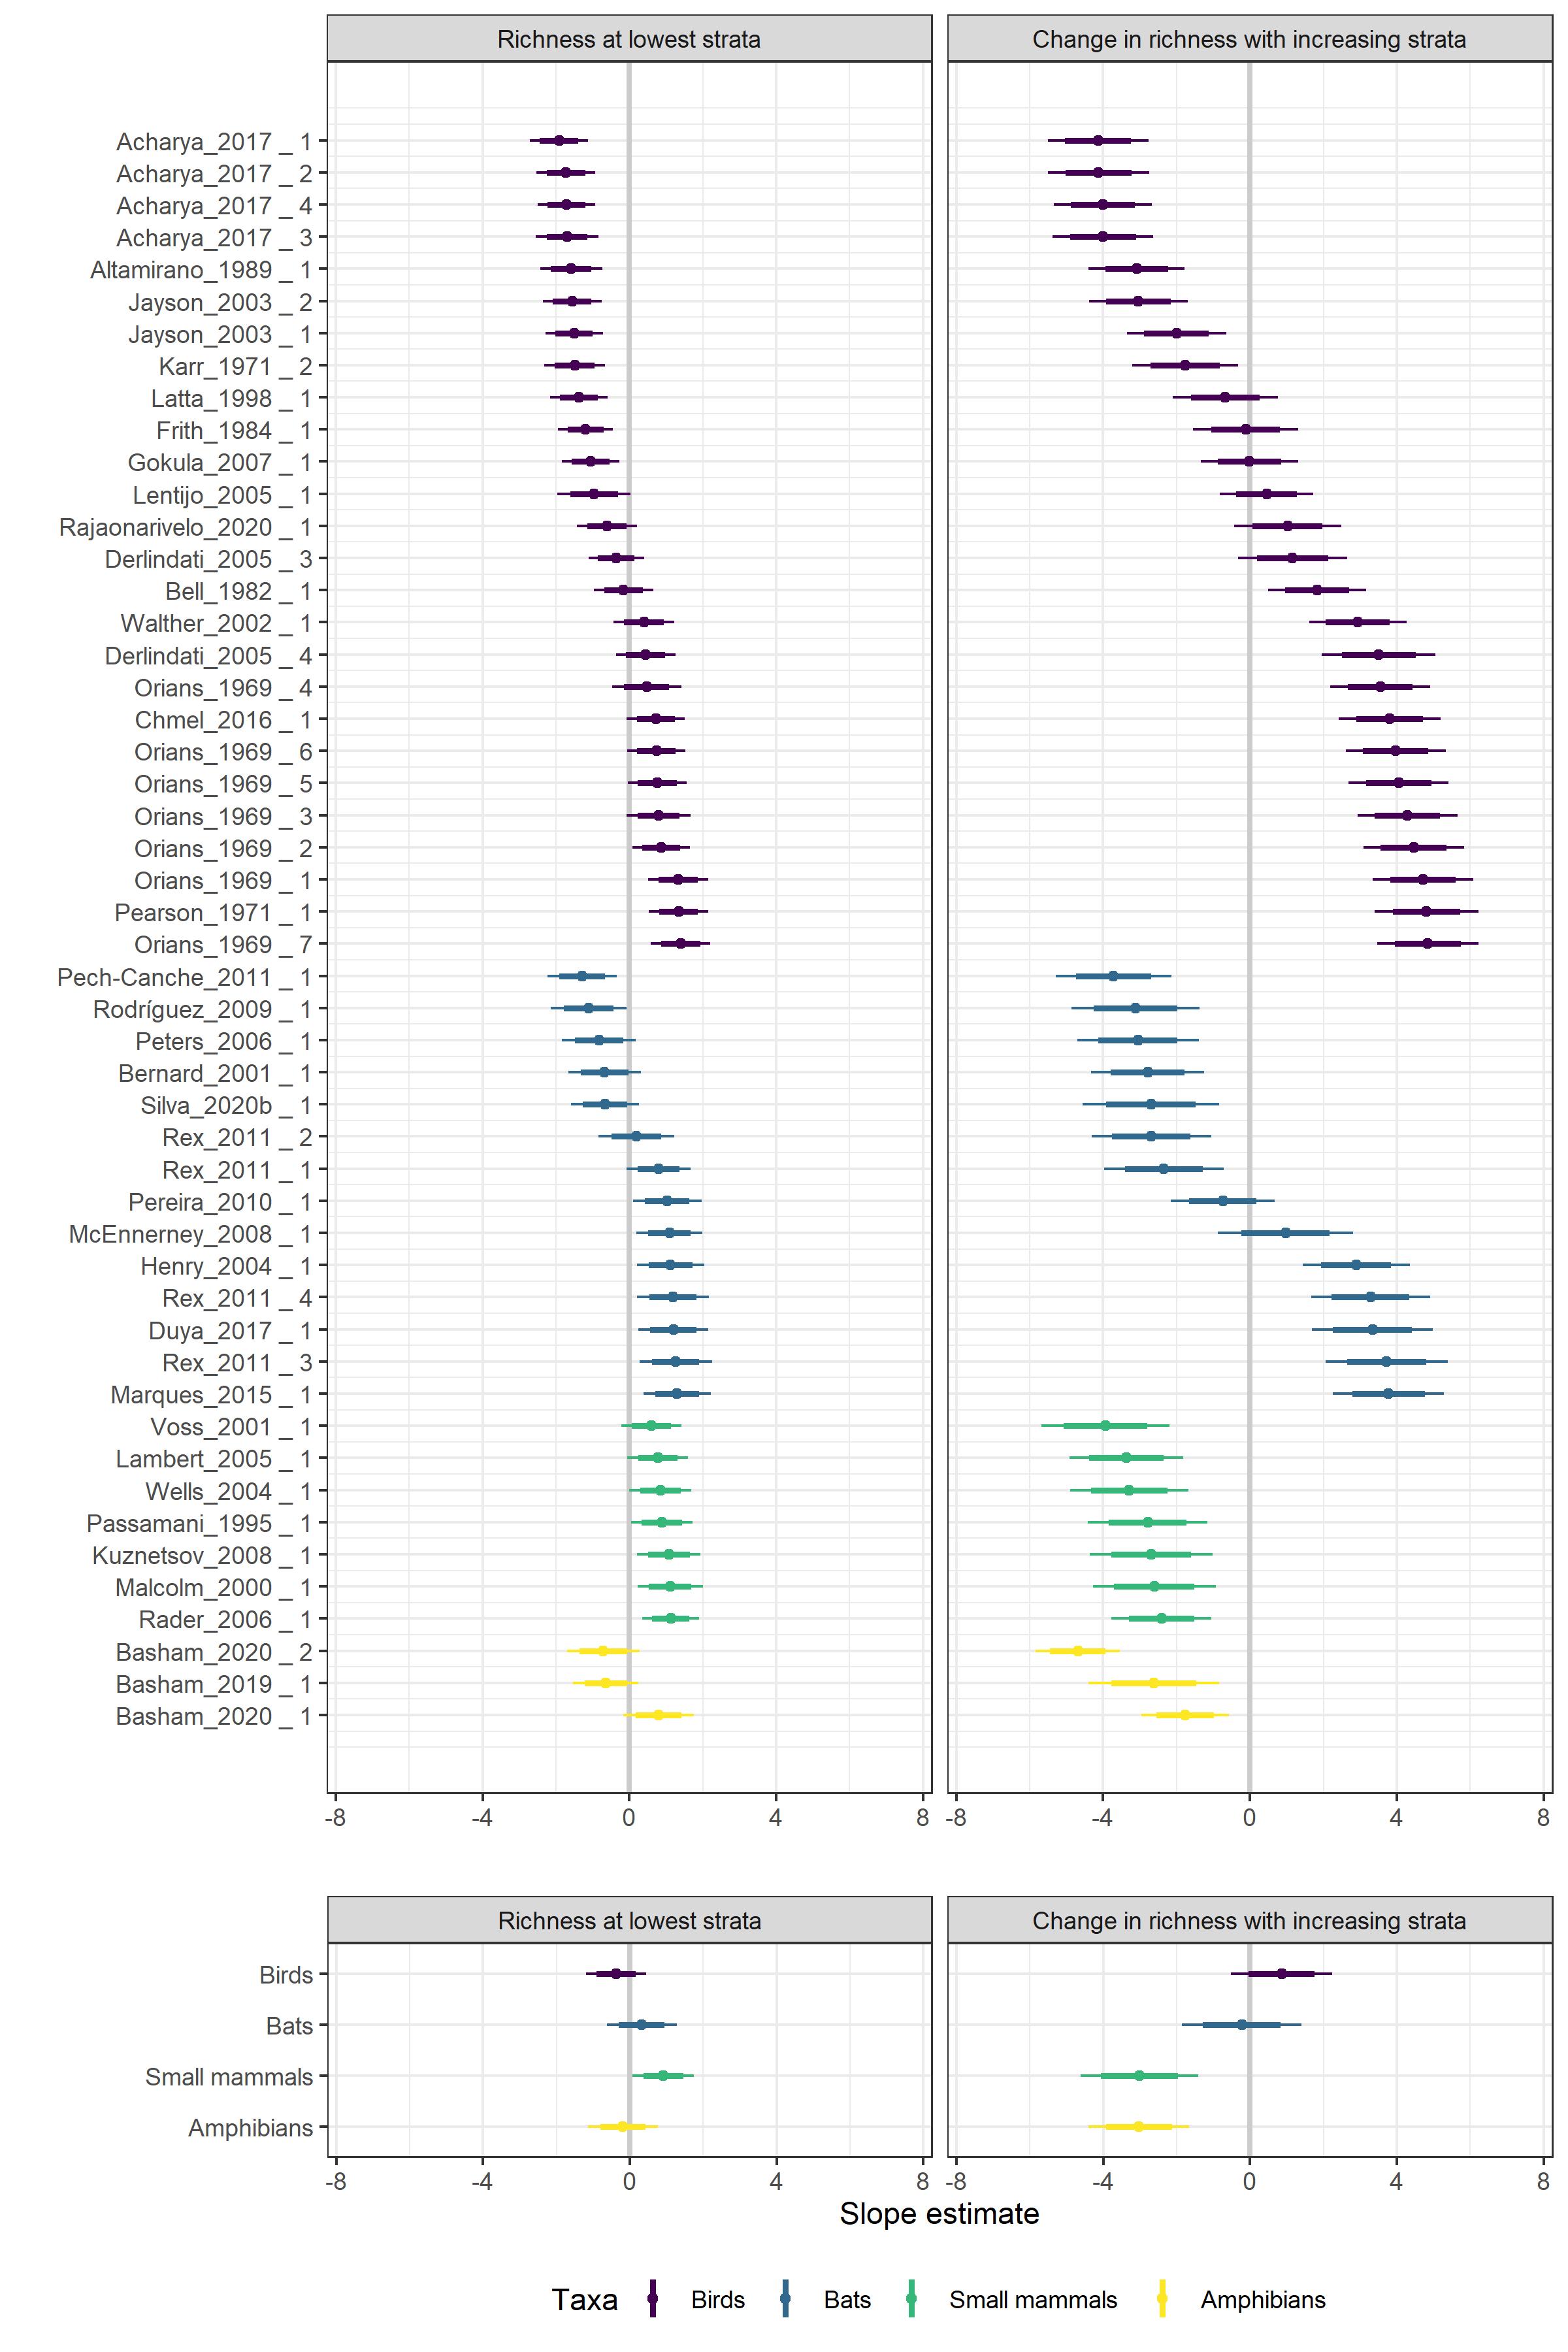 Richness at lowest strata Change in richness with increasing strata
Acharya_2017 _ 1
Acharya_2017 _ 2
Acharya_2017 _ 4
Acharya_2017 _ 3
Altamirano_1989 _ 1
Jayson_2003 _ 2
Jayson_2003 _ 1
Karr_1971 _ 2
Latta_1998 _ 1
Frith_1984 _ 1
Gokula_2007 _ 1
Lentijo_2005 _ 1
Rajaonarivelo_2020 _ 1
Derlindati_2005 _ 3
Bell_1982 _ 1
Walther_2002 _ 1
Derlindati_2005 _ 4
Orians_1969 _ 4
Chmel_2016 _ 1
Orians_1969 _ 6
Orians_1969 _ 5
Orians_1969 _ 3
Orians_1969 _ 2
Orians_1969 _ 1
Pearson_1971 _ 1
Orians_1969 _ 7
Pech-Canche_2011 _ 1
Rodríguez_2009 _ 1
Peters_2006 _ 1
Bernard_2001 _ 1
Silva_2020b _ 1
Rex_2011 _ 2
Rex_2011 _ 1
Pereira_2010 _ 1
McEnnerney_2008 _ 1
Henry_2004 _ 1
Rex_2011 _ 4
Duya_2017 _ 1
Rex_2011 _ 3
Marques_2015 _ 1
Voss_2001 _ 1
Lambert_2005 _ 1
Wells_2004 _ 1
Passamani_1995 _ 1
Kuznetsov_2008 _ 1
Malcolm_2000 _ 1
Rader_2006 _ 1
Basham_2020 _ 2
Basham_2019 _ 1
Basham_2020 _ 1
-8 -4 0 4 8 -8 -4 0 4 8
Richness at lowest strata Change in richness with increasing strata
Birds
Bats
Small mammals
Amphibians
-8 -4 0 4 8 -8 -4 0 4 8
Slope estimate
Taxa Birds Bats Small mammals Amphibians